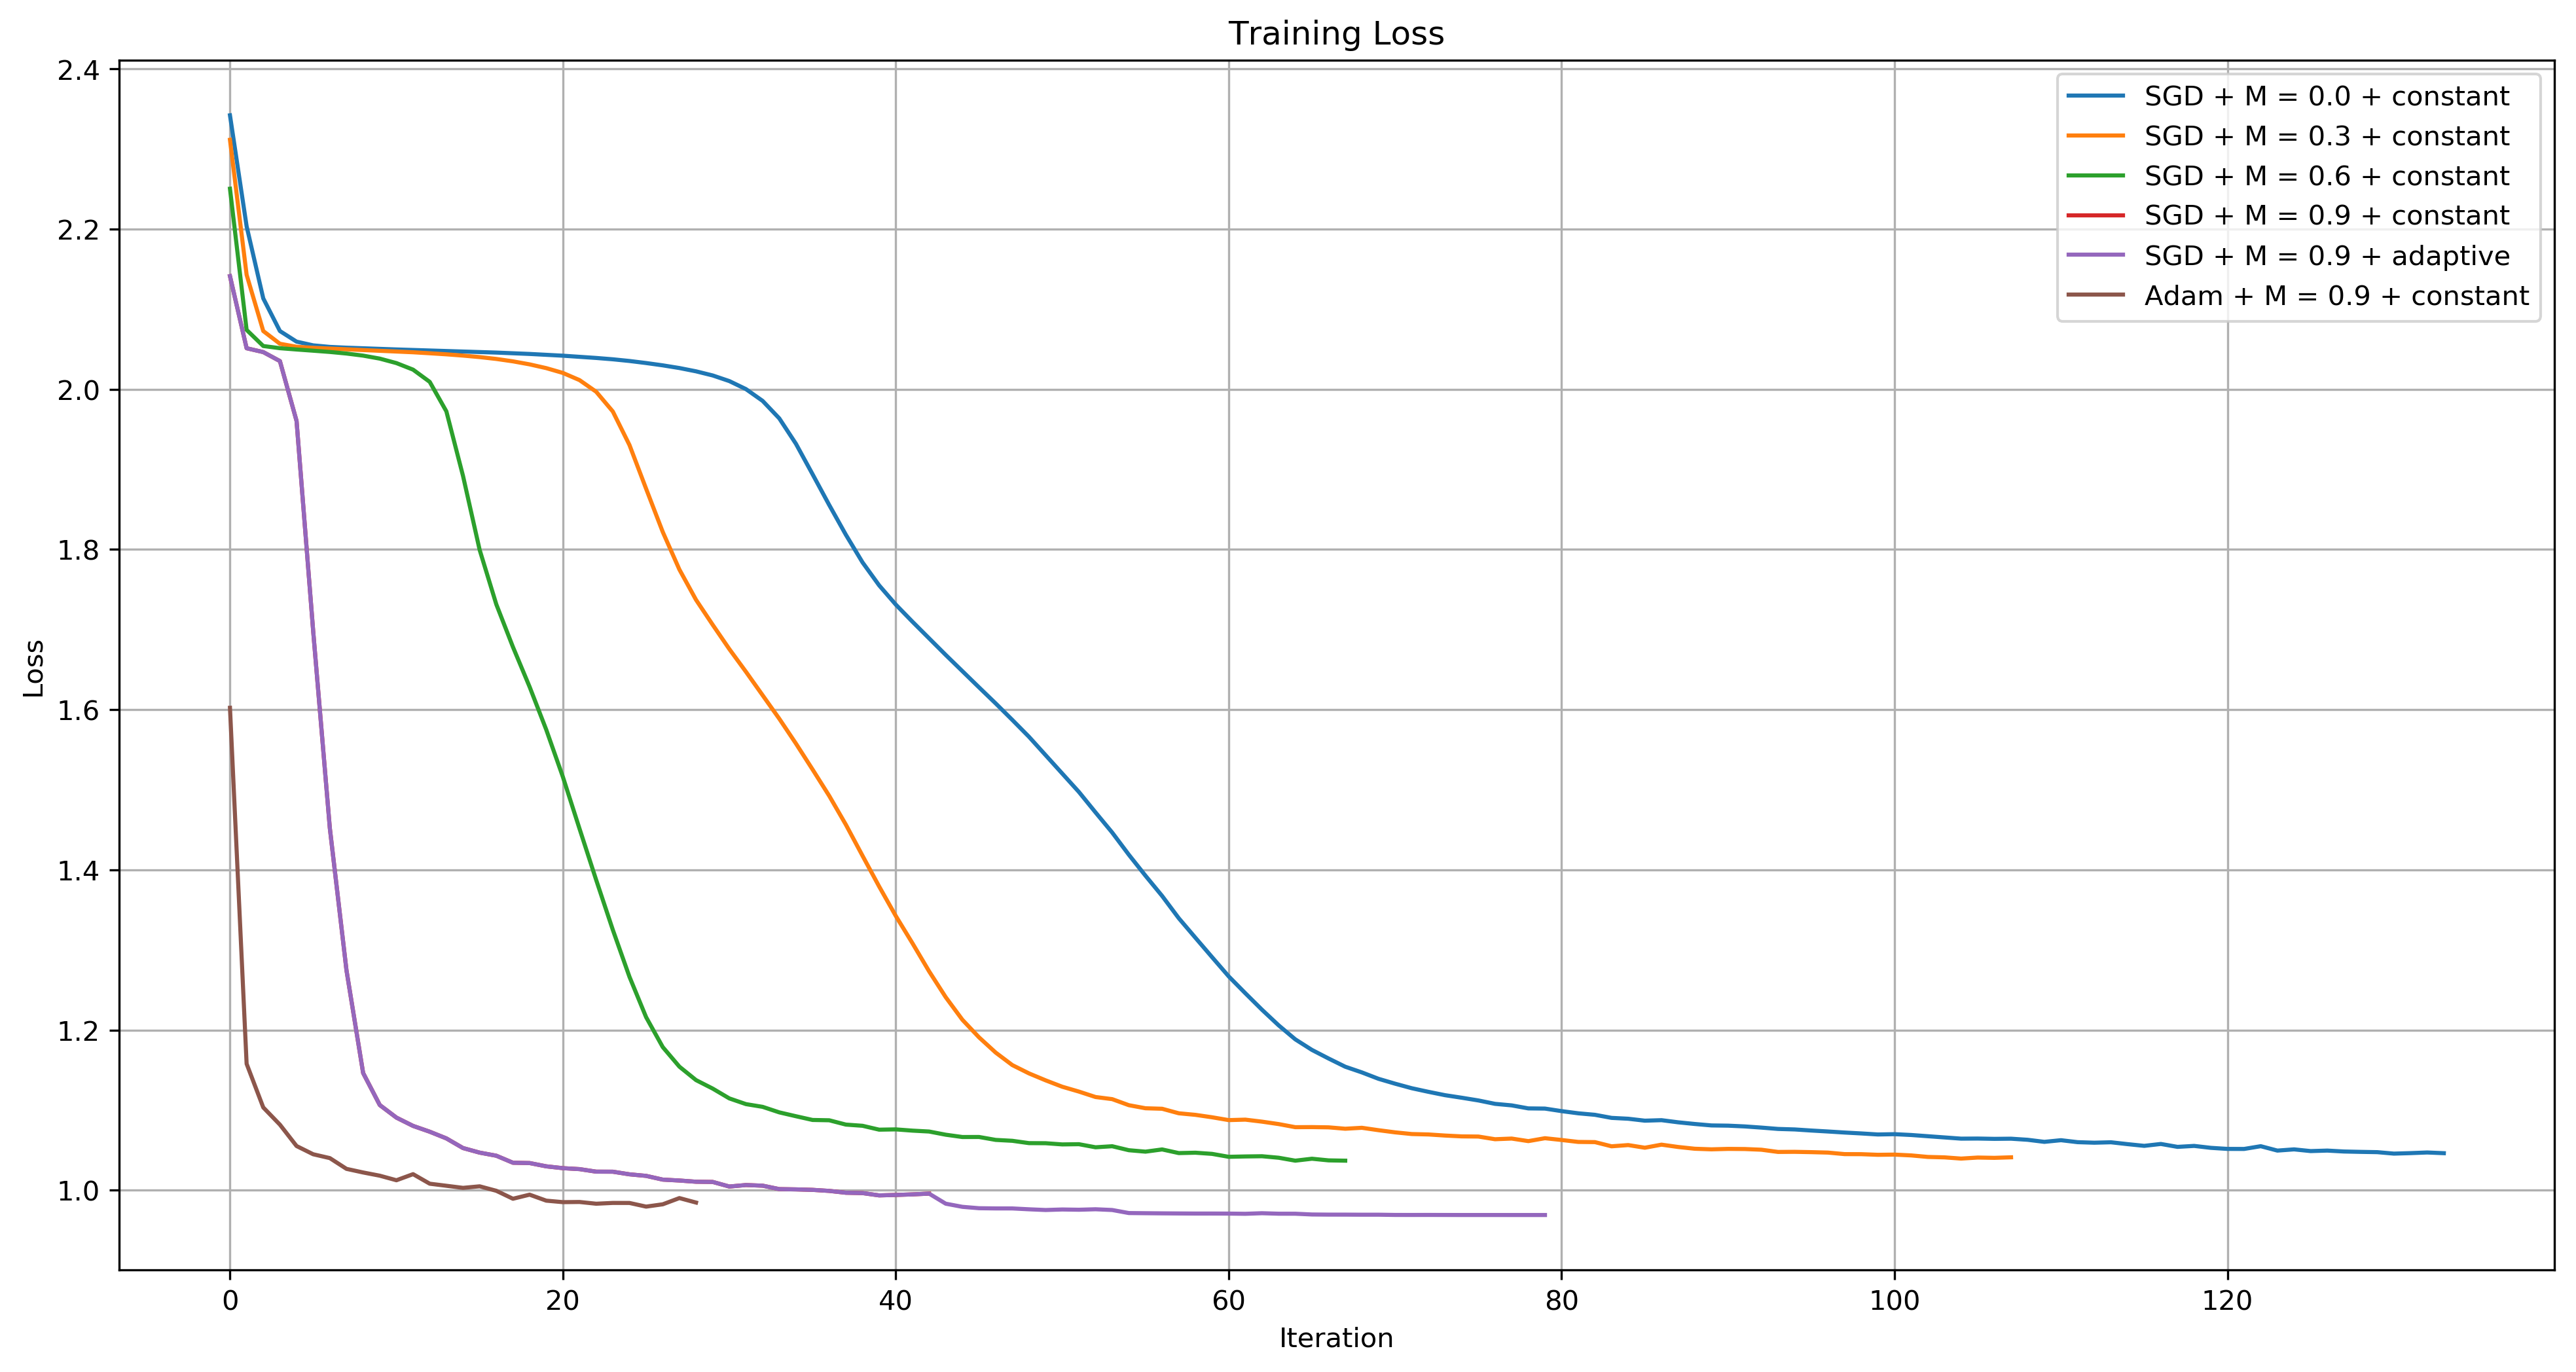 Training Loss
2.4
2.2
2.0
1.8
1.6
1.4
1.2
1.0
Loss
SGD + M = 0.0 + constant
SGD + M = 0.3 + constant
SGD + M = 0.6 + constant
SGD + M = 0.9 + constant
SGD + M = 0.9 + adaptive
Adam + M = 0.9 + constant
0 20 40 60 80 100 120
Iteration